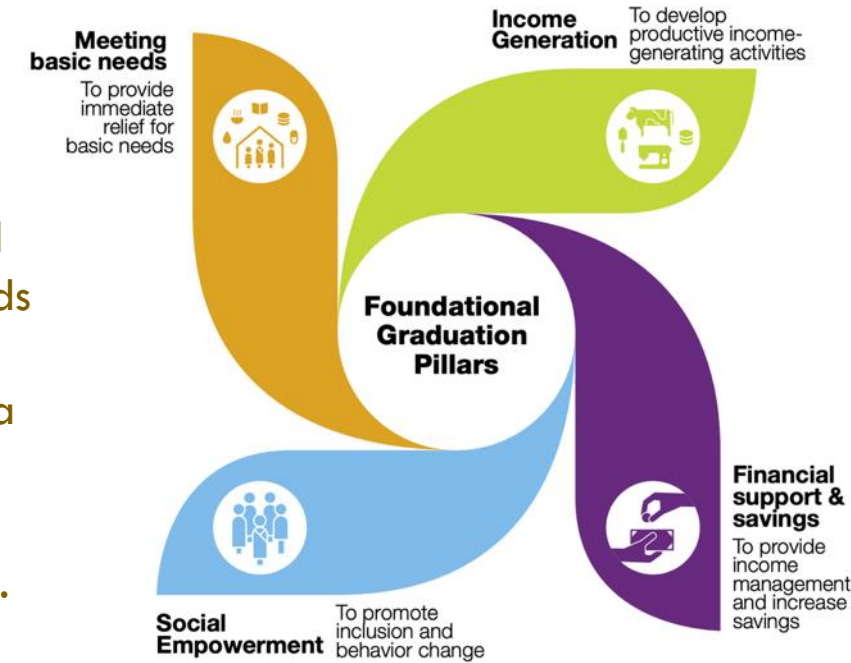 Meeting
basic needs
To provide
immediate
relief for
basic needs
Income
Generation
To develop
productive income-
generating activities
Foundational
Graduation
Pillars
Financial
support &
savings
To provide
income
management
and increase
savings
Social
Empowerment
To promote
inclusion and
behavior change
ds
a
.